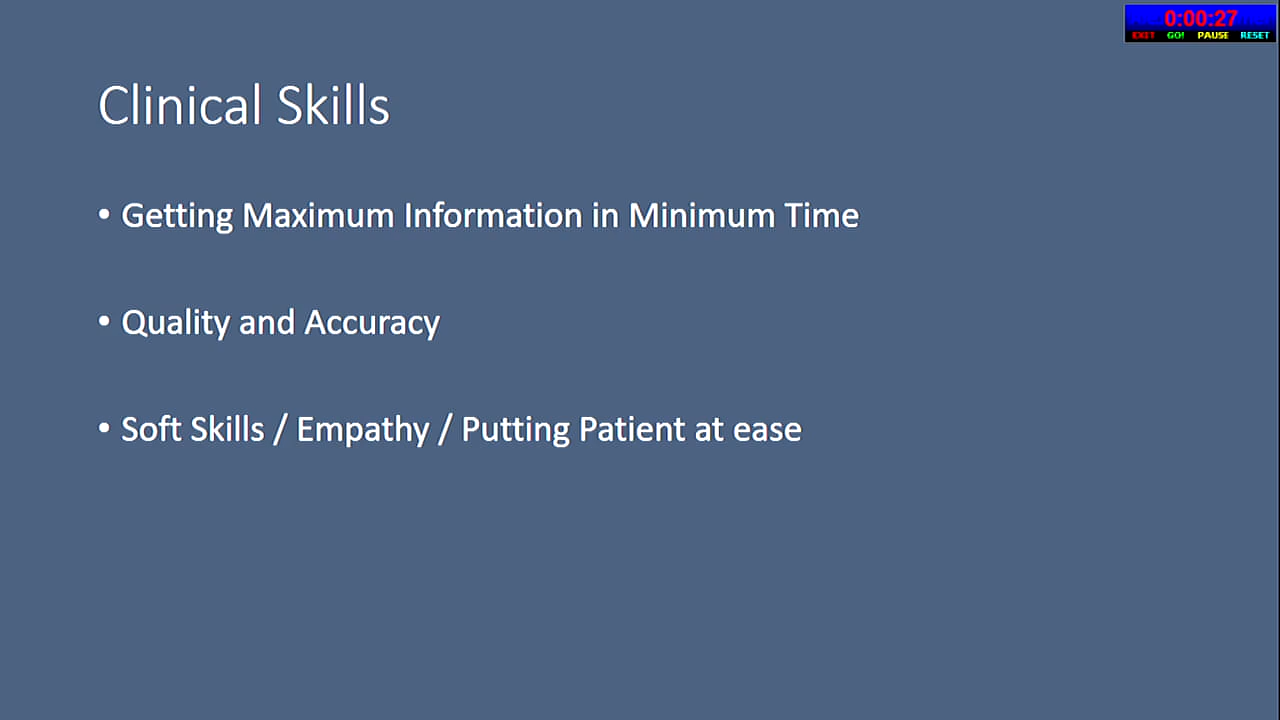 0:00:27
EXIT GO! PAUSE RESET
Clinical Skills
• Getting Maximum Information in Minimum Time
• Quality and Accuracy
• Soft Skills / Empathy / Putting Patient at ease